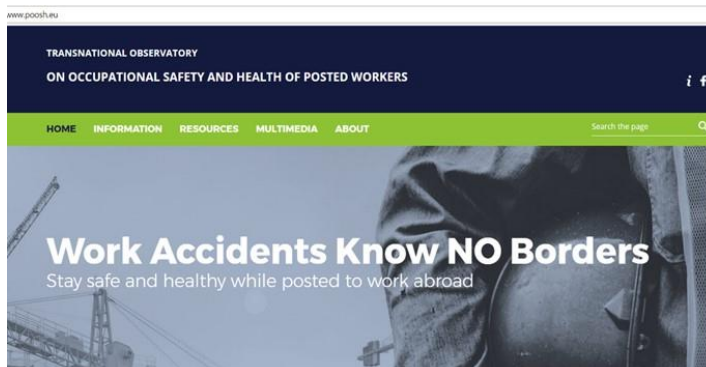 www.poosh.eu
TRANSNATIONAL OBSERVATORY
ON OCCUPATIONAL SAFETY AND HEALTH OF POSTED WORKERS
i f
HOME INFORMATION RESOURCES MULTIMEDIA ABOUT Search the page
Work Accidents Know NO Borders
Stay safe and healthy while posted to work abroad